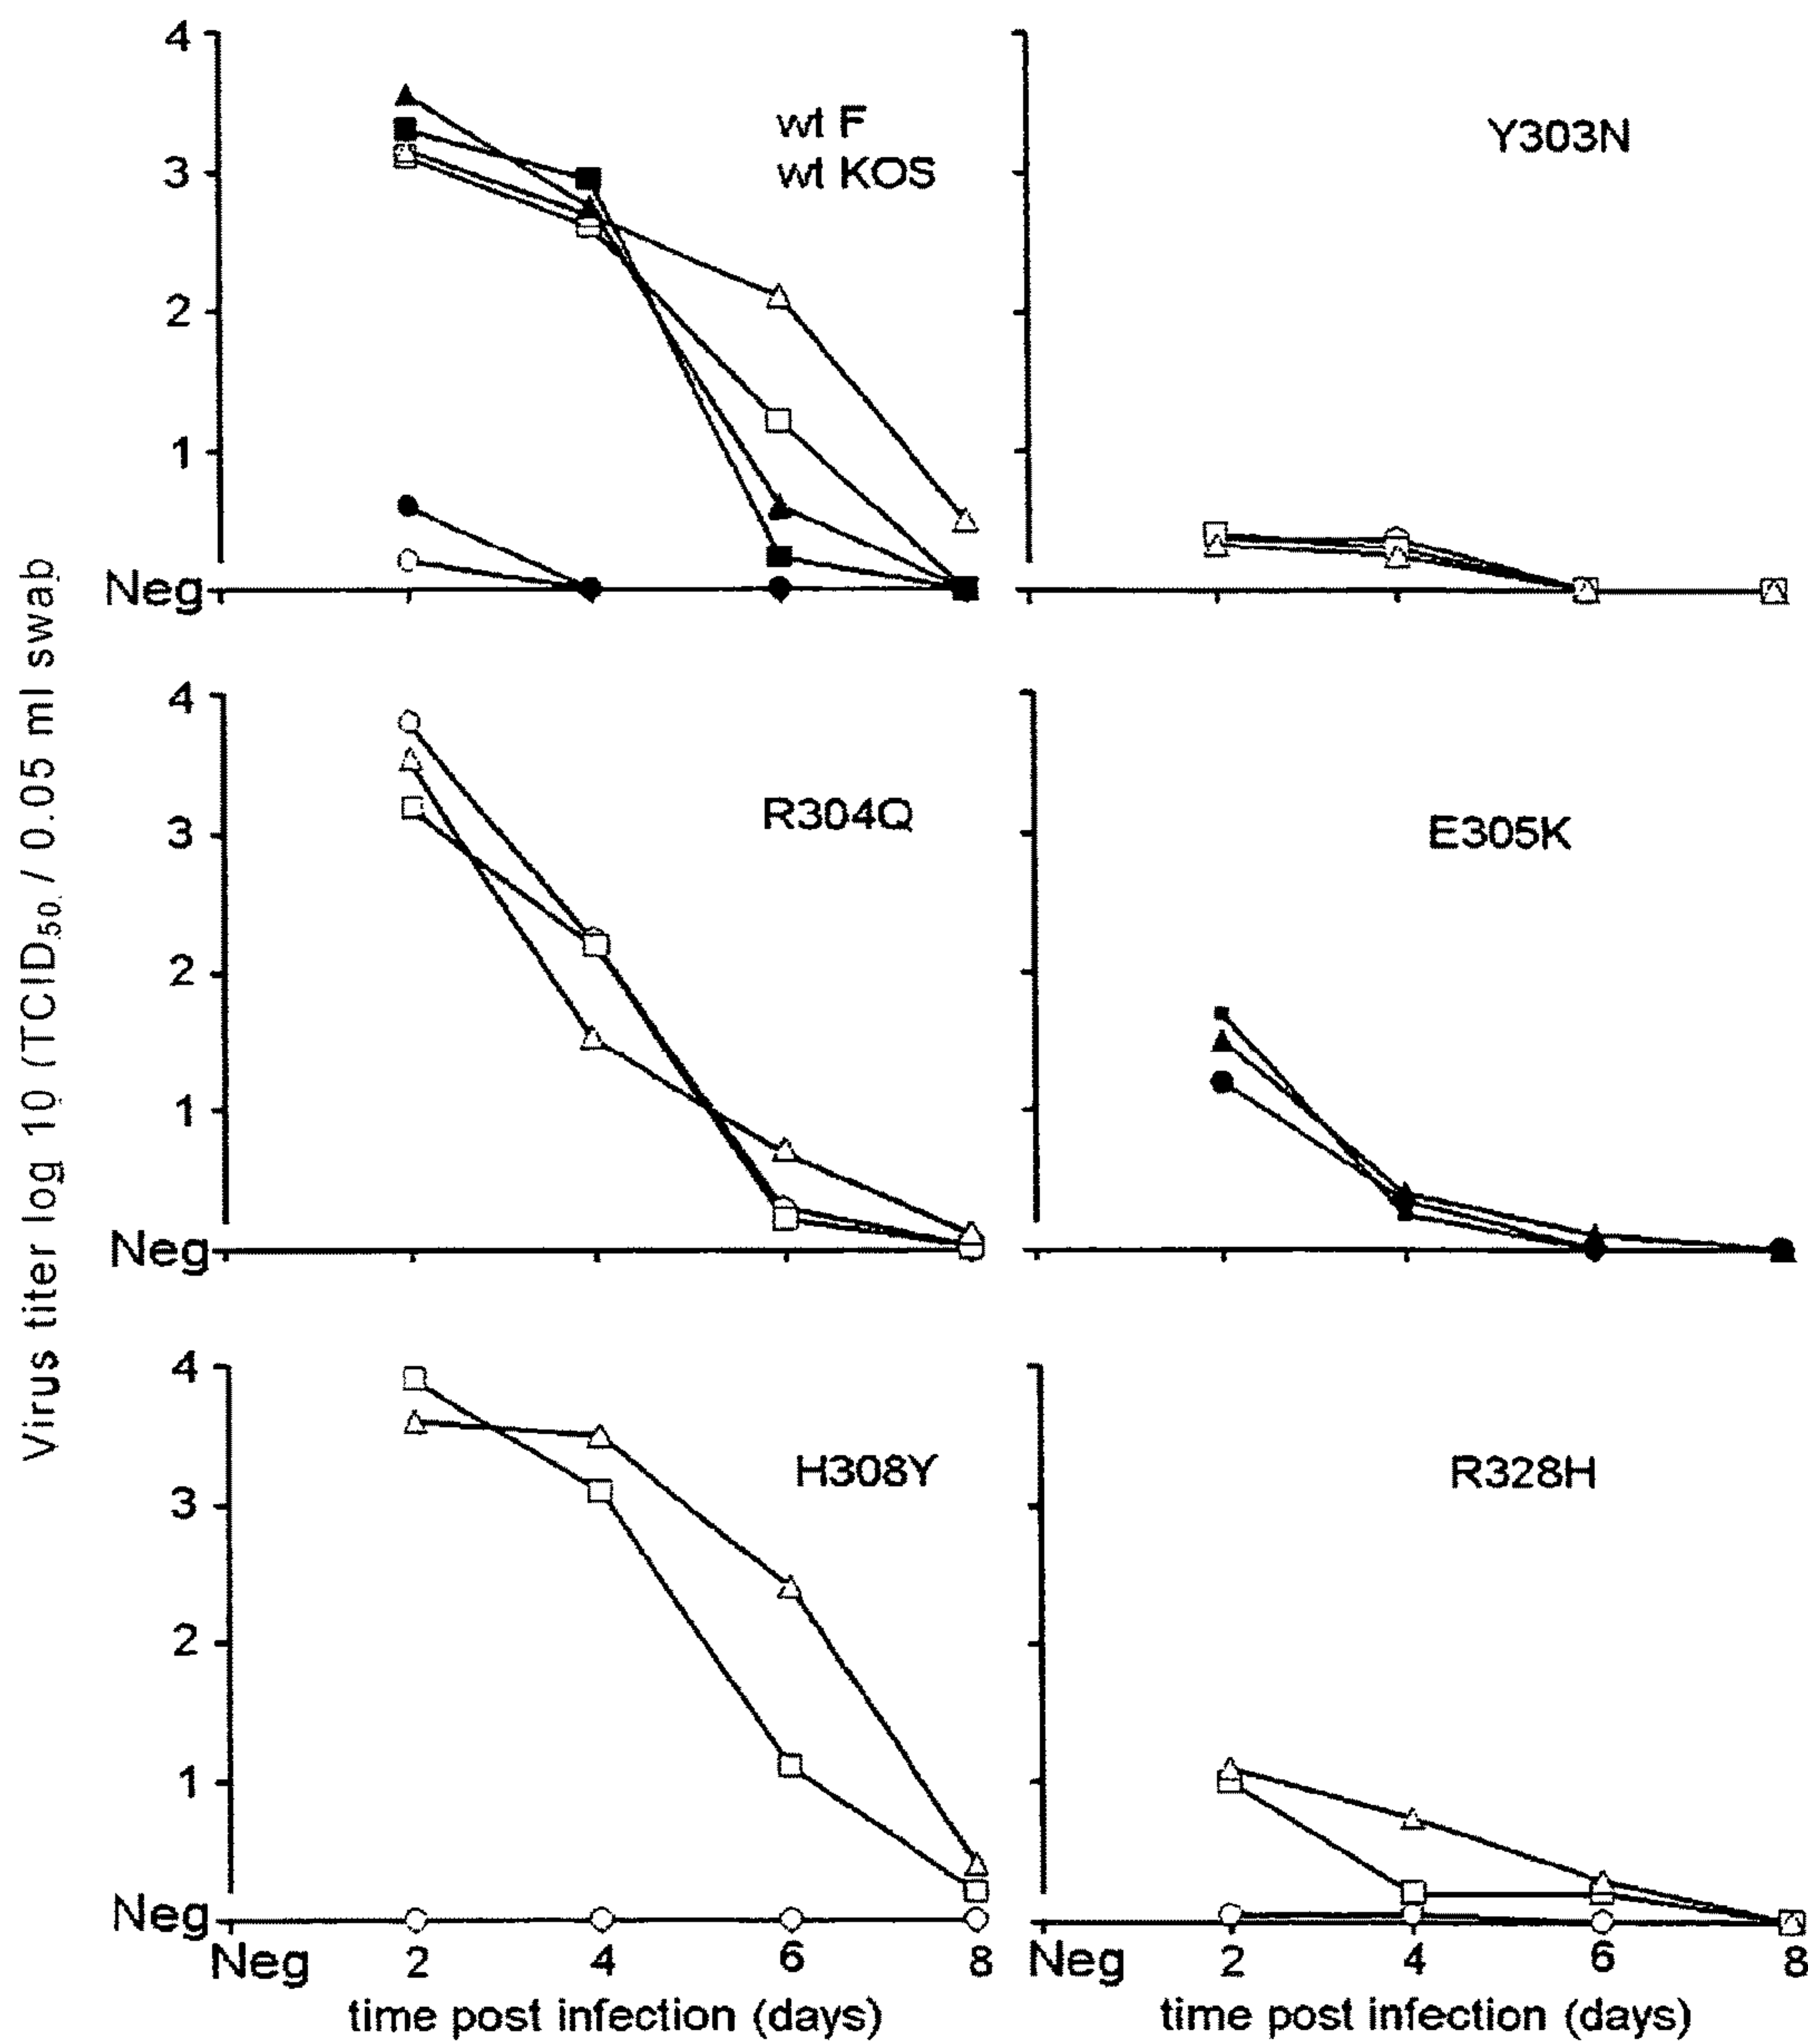 Virus titer log 10 (TCID50 / 0.05 ml swab
4
3
2
1
Neg
wt F
wt KOS
Y303N
4
3
2
1
Neg
R304Q
E305K
4
3
2
1
Neg
H308Y
R328H
Neg 2 4 6 8
Neg 2 4 6 8
time post infection (days)
time post infection (days)